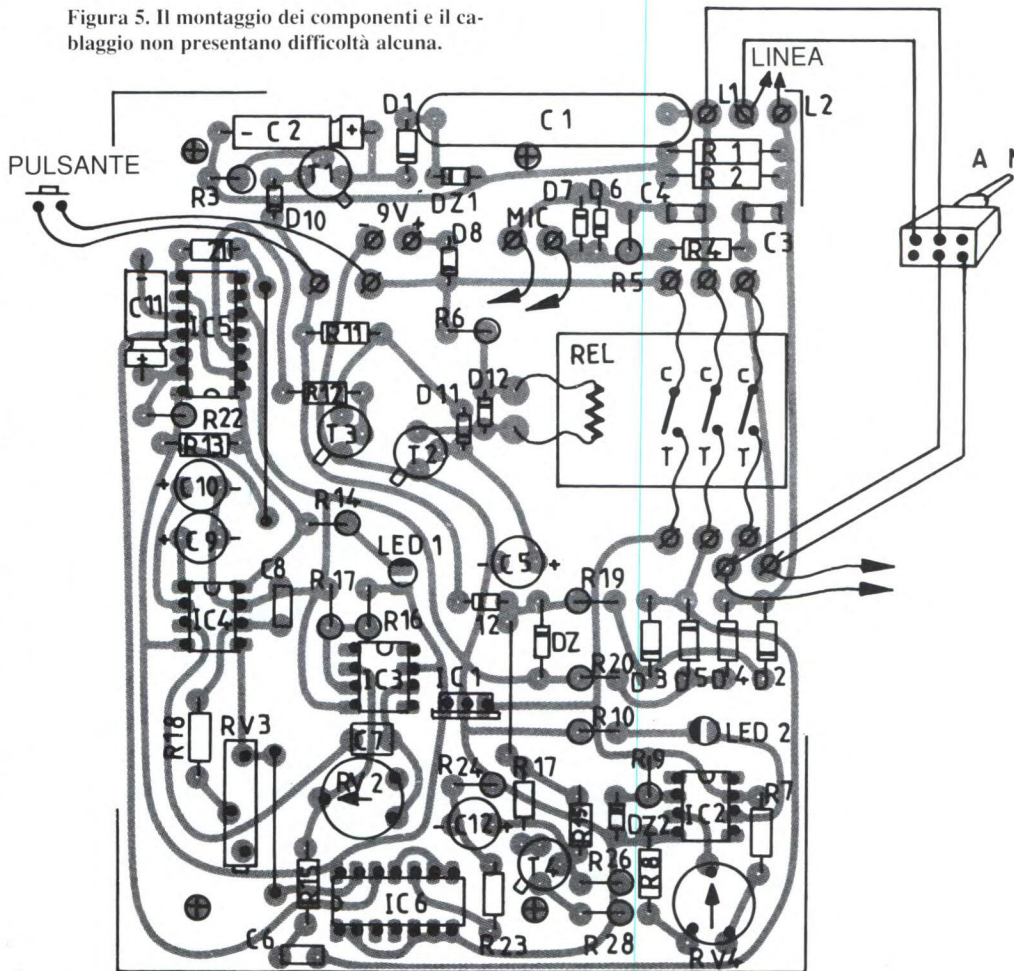 Figura 5. Il montaggio dei componenti e il ca-
blaggio non presentano difficoltà alcuna.
LINEA
L1
L2
D1
C1
- C2 +
PULSANTE
T1
R1
R2
A
R3
D10
DZ1
D7
D6
C4
9V
- +
D8
MIC
R4
C3
21
R5
C11
- +
IC5
R6
R11
REL
D12
D11
R12
C C C
R22
T3
T2
T T T
R13
+ C10 -
R14
+ C9 -
LED 1
- C5 +
R19
C8
R17
R16
12
IC4
DZ
IC3
IC1
R20
D3
D5
D4
D2
R10
LED 2
R18
RV3
C7
R24
R17
R9
R7
RV2
IC2
- C12 +
DZ2
T4
R8
R26
R15
IC6
R23
R28
RV4
C6